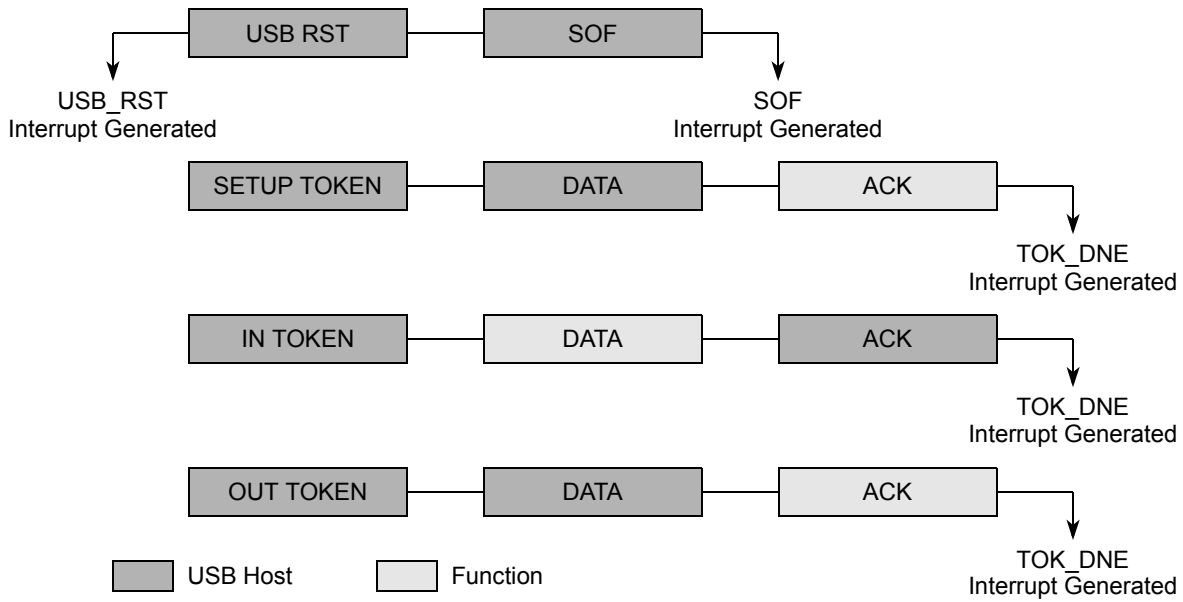 USB RST
SOF
USB_RST
Interrupt Generated
SOF
Interrupt Generated
SETUP TOKEN
DATA
ACK
TOK_DNE
Interrupt Generated
IN TOKEN
DATA
ACK
TOK_DNE
Interrupt Generated
OUT TOKEN
DATA
ACK
TOK_DNE
Interrupt Generated
USB Host
Function